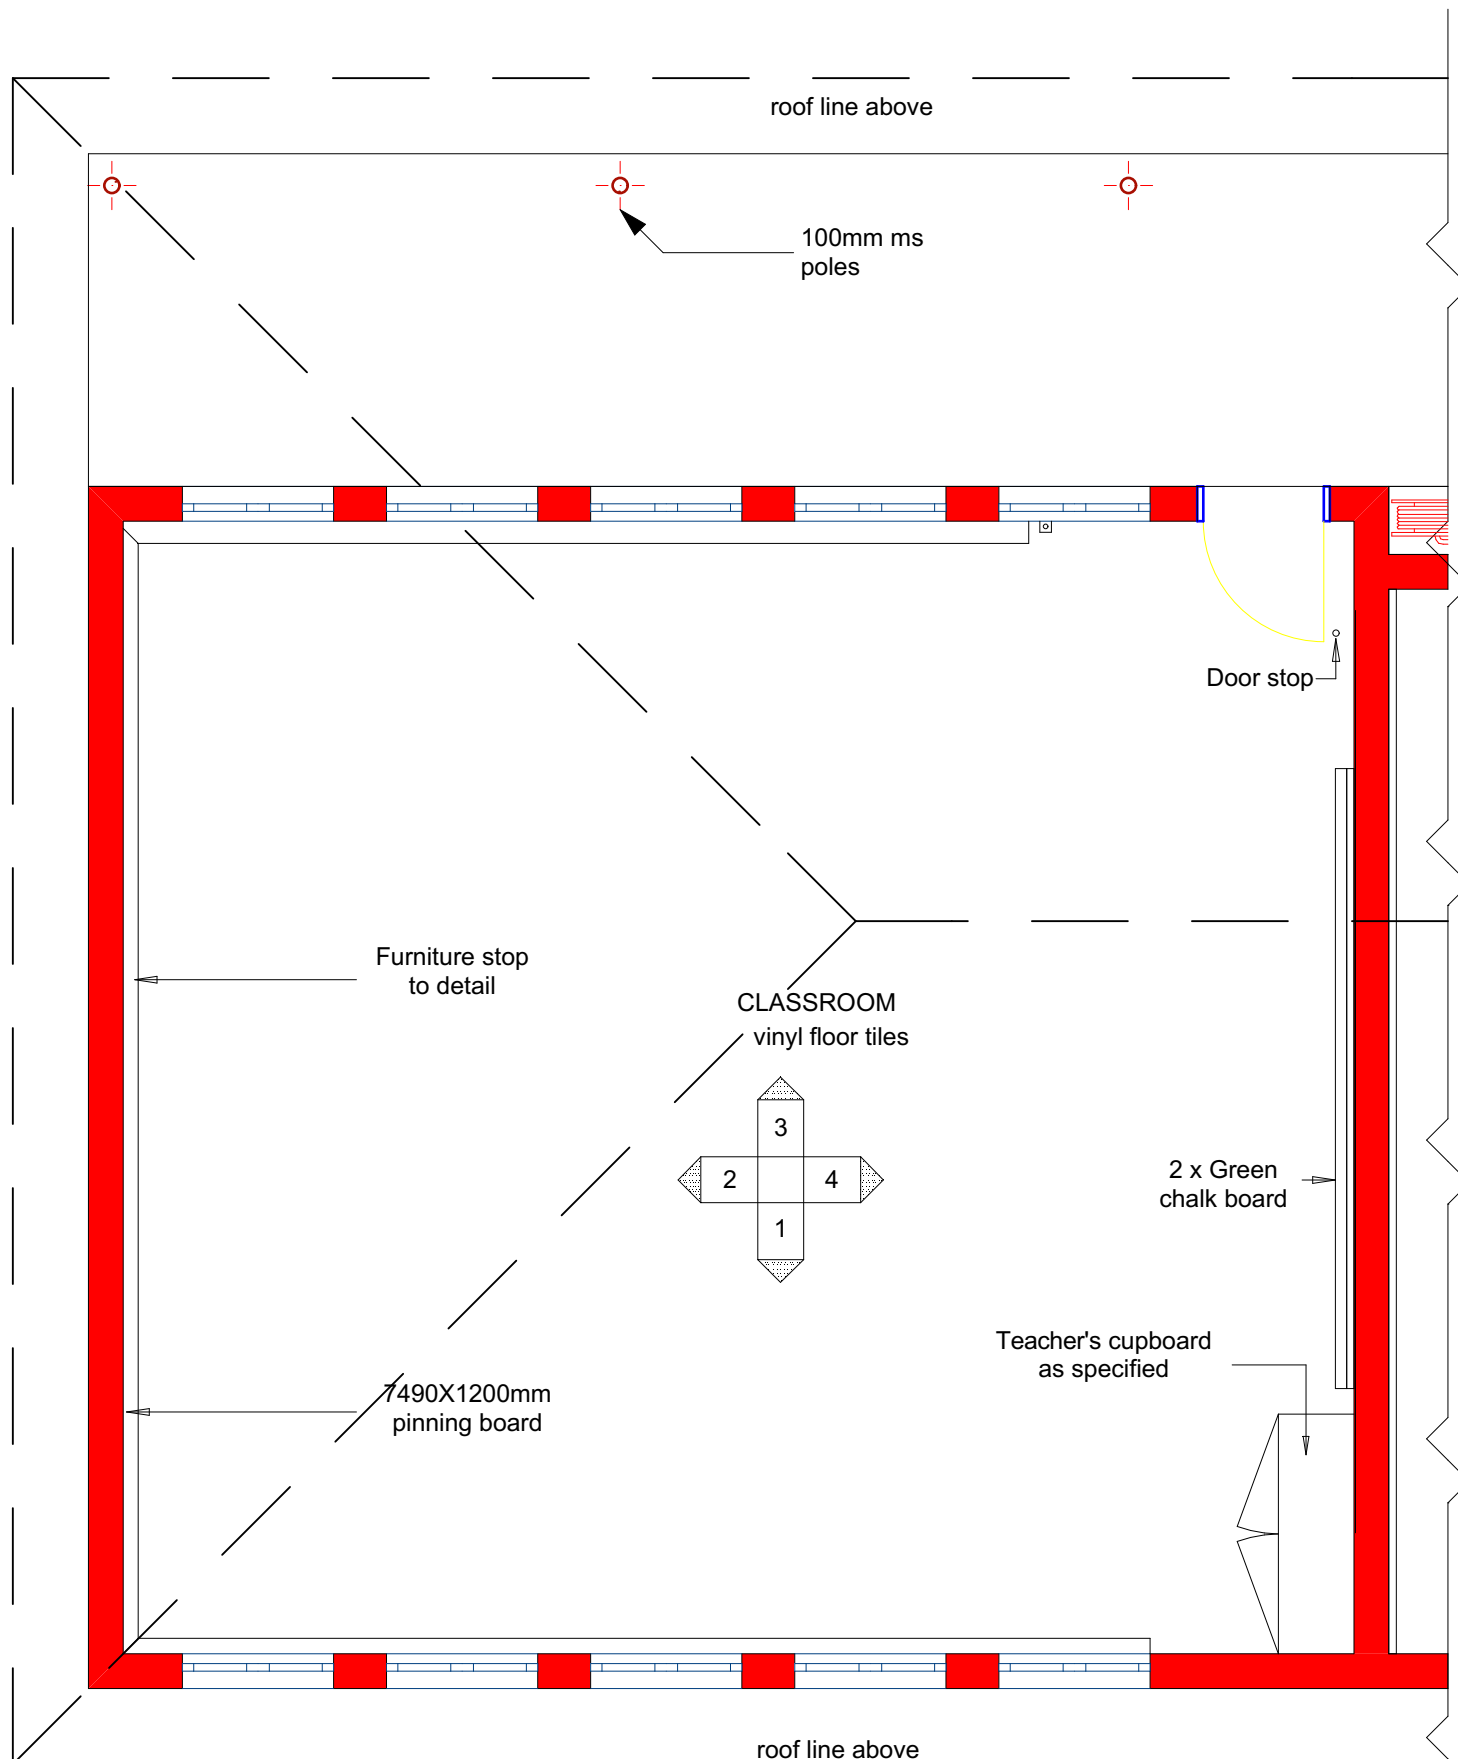 roof line above
100mm ms
poles
Door stop
Furniture stop
to detail
CLASSROOM
vinyl floor tiles
3
2 4
1
2 x Green
chalk board
Teacher's cupboard
as specified
7490X1200mm
pinning board
roof line above